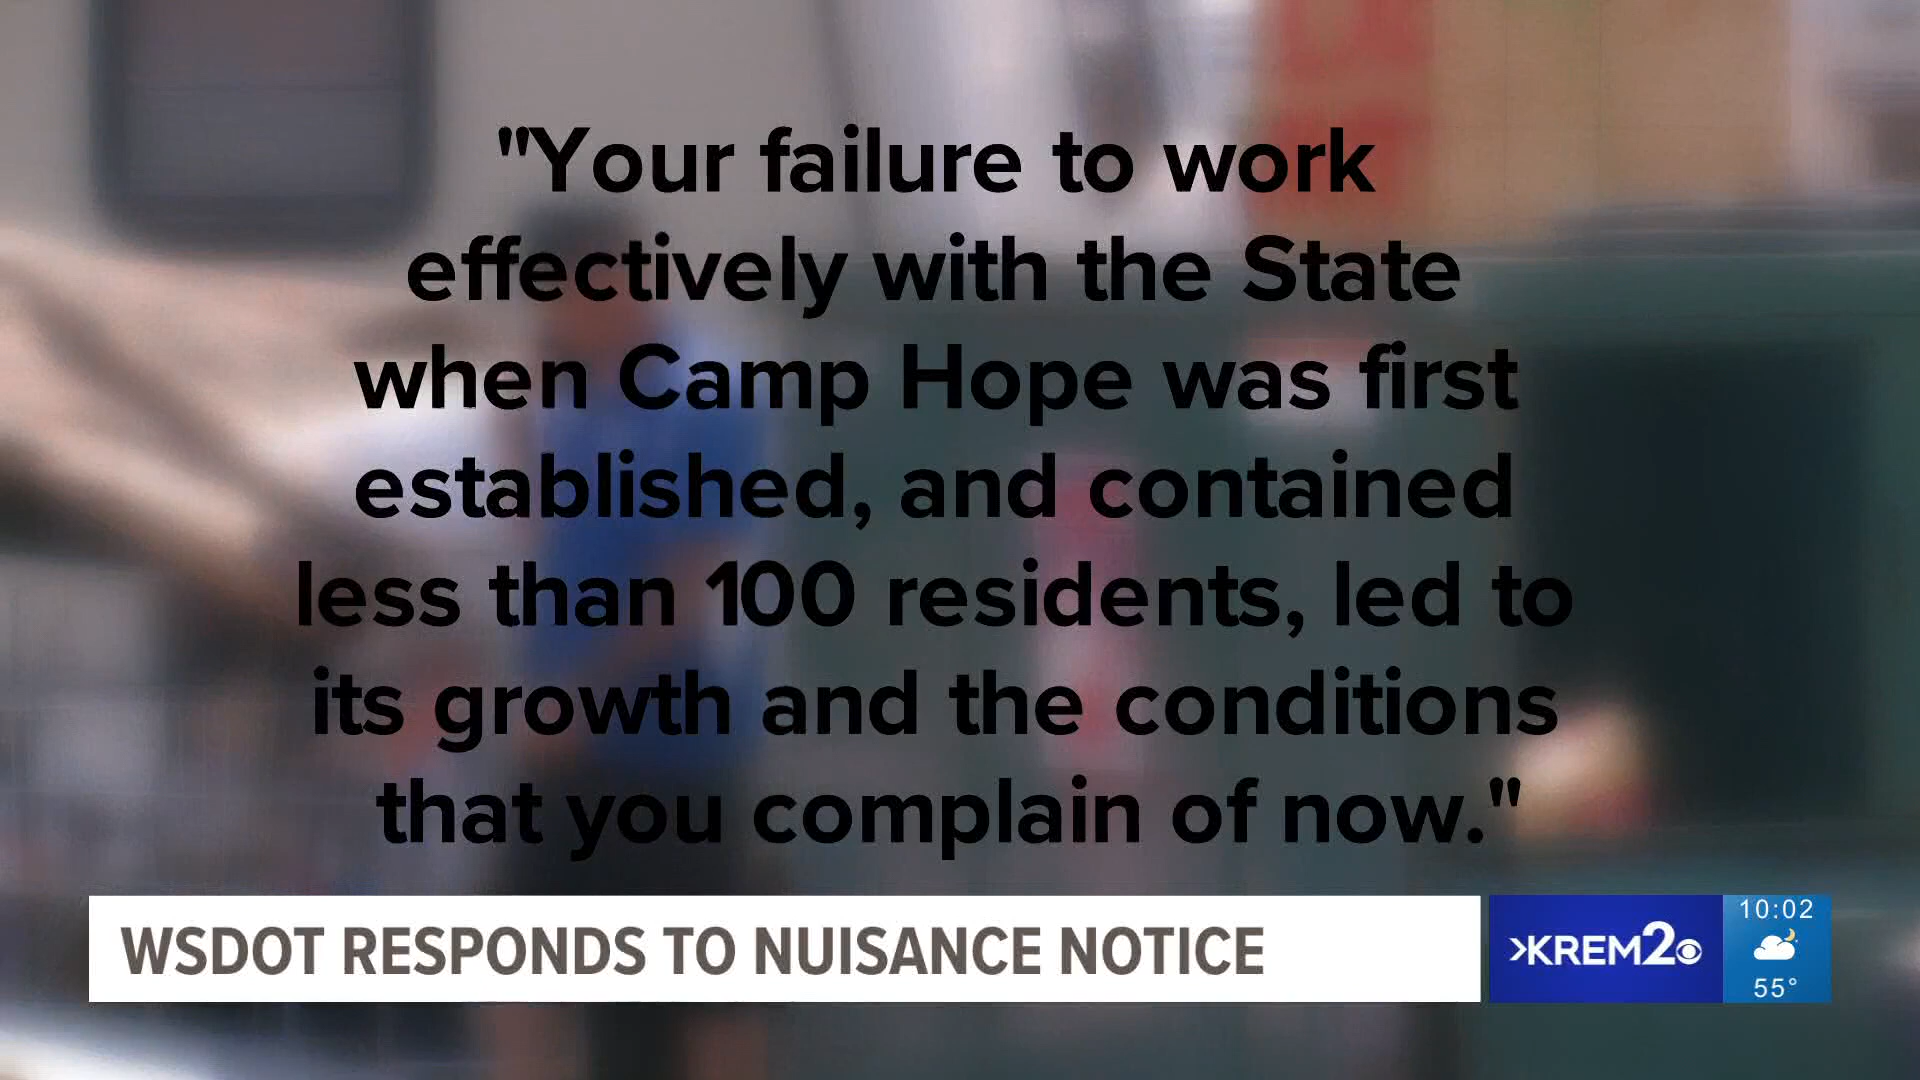 "Your failure to work
effectively with the State
when Camp Hope was first
established, and contained
less than 100 residents, led to
its growth and the conditions
that you complain of now."
WSDOT RESPONDS TO NUISANCE NOTICE
KREM2
10:02
55°